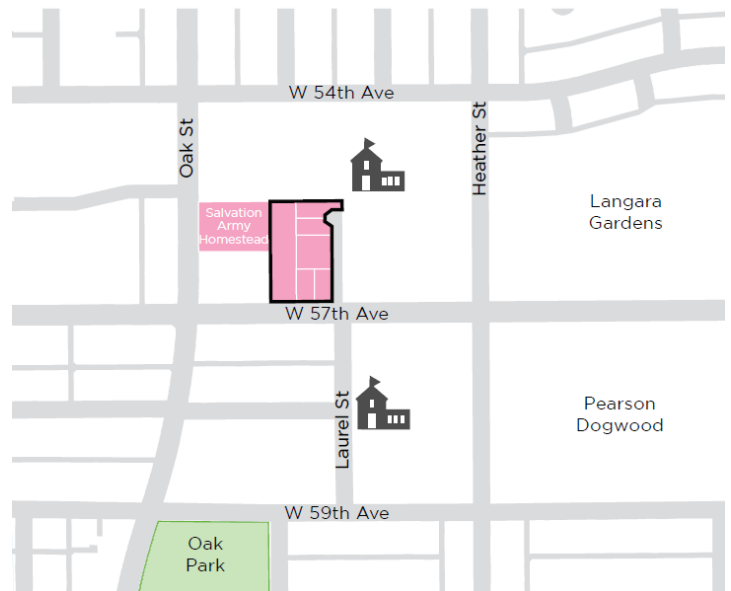 W 54th Ave
Oak St
Heather St
Salvation
Army
Homestead
Langara
Gardens
W 57th Ave
Laurel St
Pearson
Dogwood
W 59th Ave
Oak
Park